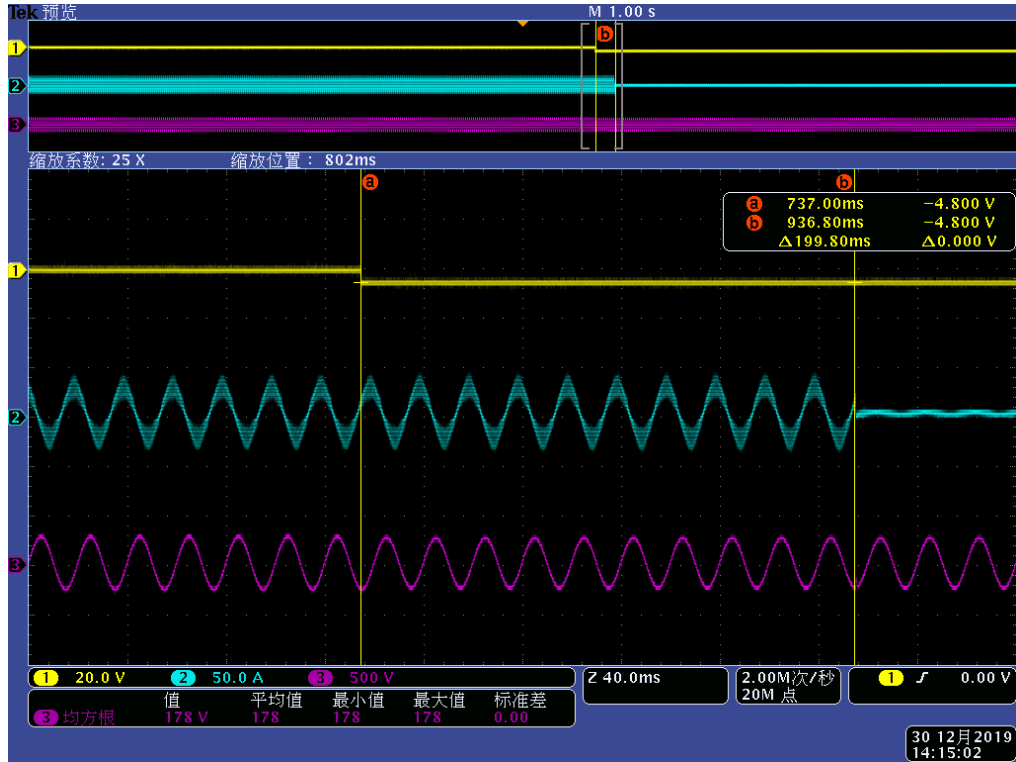 Tek 预览 M 1.00 s
b
1
2
3
缩放系数: 25 X 缩放位置： 802ms
a b
a 737.00ms −4.800 V
b 936.80ms −4.800 V
Δ199.80ms Δ0.000 V
1
2
3
1 20.0 V 2 50.0 A 3 500 V
Z 40.0ms
2.00M次/秒
20M 点
1 0.00 V
值 平均值 最小值 最大值 标准差
3 均方根 178 V 178 178 178 0.00
30 12月2019
14:15:02